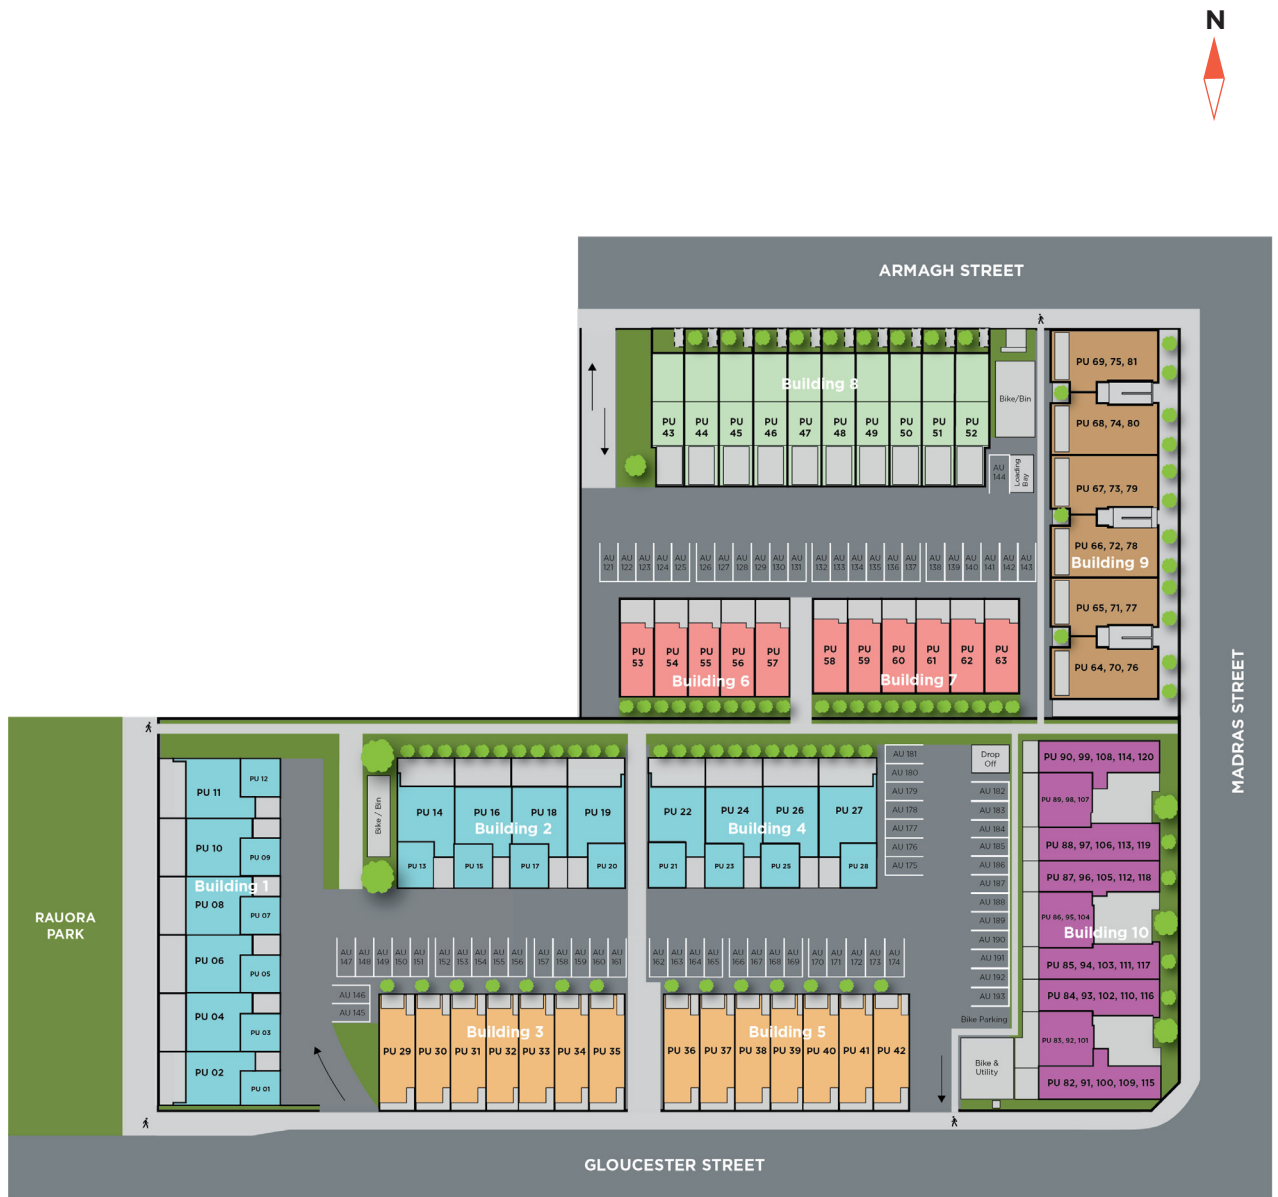 N
ARMAGH STREET
Building 8
PU
43
PU
44
PU
45
PU
46
PU
47
PU
48
PU
49
PU
50
PU
51
PU
52
Bike/Bin
AU
144
Loading
Bay
PU 69, 75, 81
PU 68, 74, 80
PU 67, 73, 79
PU 66, 72, 78
Building 9
PU 65, 71, 77
PU 64, 70, 76
AU
121
AU
122
AU
123
AU
124
AU
125
AU
126
AU
127
AU
128
AU
129
AU
130
AU
131
AU
132
AU
133
AU
134
AU
135
AU
136
AU
137
AU
138
AU
139
AU
140
AU
141
AU
142
AU
143
PU
53
PU
54
PU
55
PU
56
PU
57
Building 6
PU
58
PU
59
PU
60
PU
61
PU
62
PU
63
Building 7
MADRAS STREET
RAUORA
PARK
PU 12
PU 11
PU 10
PU 09
Building 1
PU 08
PU 07
PU 06
PU 05
PU 04
PU 03
PU 02
PU 01
Bike / Bin
PU 14
PU 16
PU 18
PU 19
Building 2
PU 13
PU 15
PU 17
PU 20
PU 22
PU 24
PU 26
PU 27
Building 4
PU 21
PU 23
PU 25
PU 28
AU 181
AU 180
AU 179
AU 178
AU 177
AU 176
AU 175
Drop
Off
AU 182
AU 183
AU 184
AU 185
AU 186
AU 187
AU 188
AU 189
AU 190
AU 191
AU 192
AU 193
Bike Parking
Bike &
Utility
PU 90, 99, 108, 114, 120
PU 89, 98, 107
PU 88, 97, 106, 113, 119
PU 87, 96, 105, 112, 118
PU 86, 95, 104
Building 10
PU 85, 94, 103, 111, 117
PU 84, 93, 102, 110, 116
PU 83, 92, 101
PU 82, 91, 100, 109, 115
AU
147
AU
148
AU
149
AU
150
AU
151
AU
152
AU
153
AU
154
AU
155
AU
156
AU
157
AU
158
AU
159
AU
160
AU
161
AU
162
AU
163
AU
164
AU
165
AU
166
AU
167
AU
168
AU
169
AU
170
AU
171
AU
172
AU
173
AU
174
AU 146
AU 145
Building 3
PU 29
PU 30
PU 31
PU 32
PU 33
PU 34
PU 35
Building 5
PU 36
PU 37
PU 38
PU 39
PU 40
PU 41
PU 42
GLOUCESTER STREET